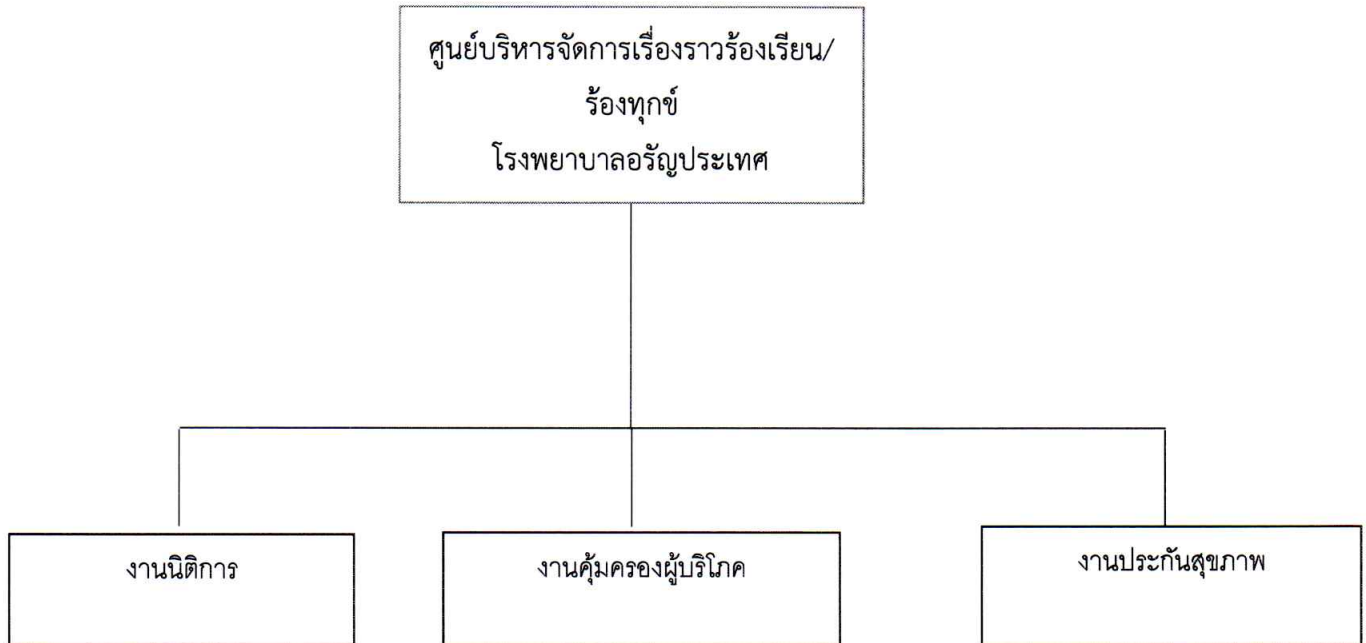 ศูนย์บริหารจัดการเรื่องราวร้องเรียน/
ร้องทุกข์
โรงพยาบาลอรัญประเทศ
งานนิติการ
งานคุ้มครองผู้บริโภค
งานประกันสุขภาพ